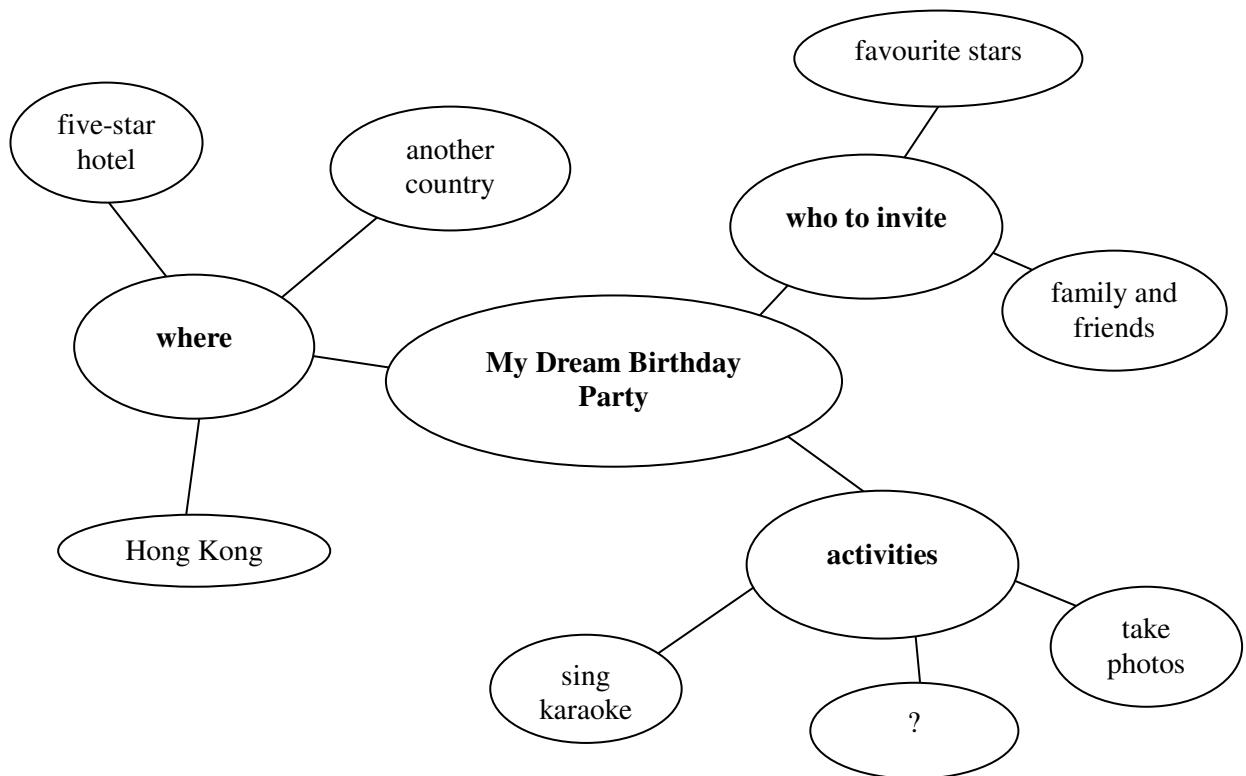 favourite stars
five-star
hotel
another
country
who to invite
family and
friends
where
My Dream Birthday
Party
Hong Kong
activities
take
photos
sing
karaoke
?